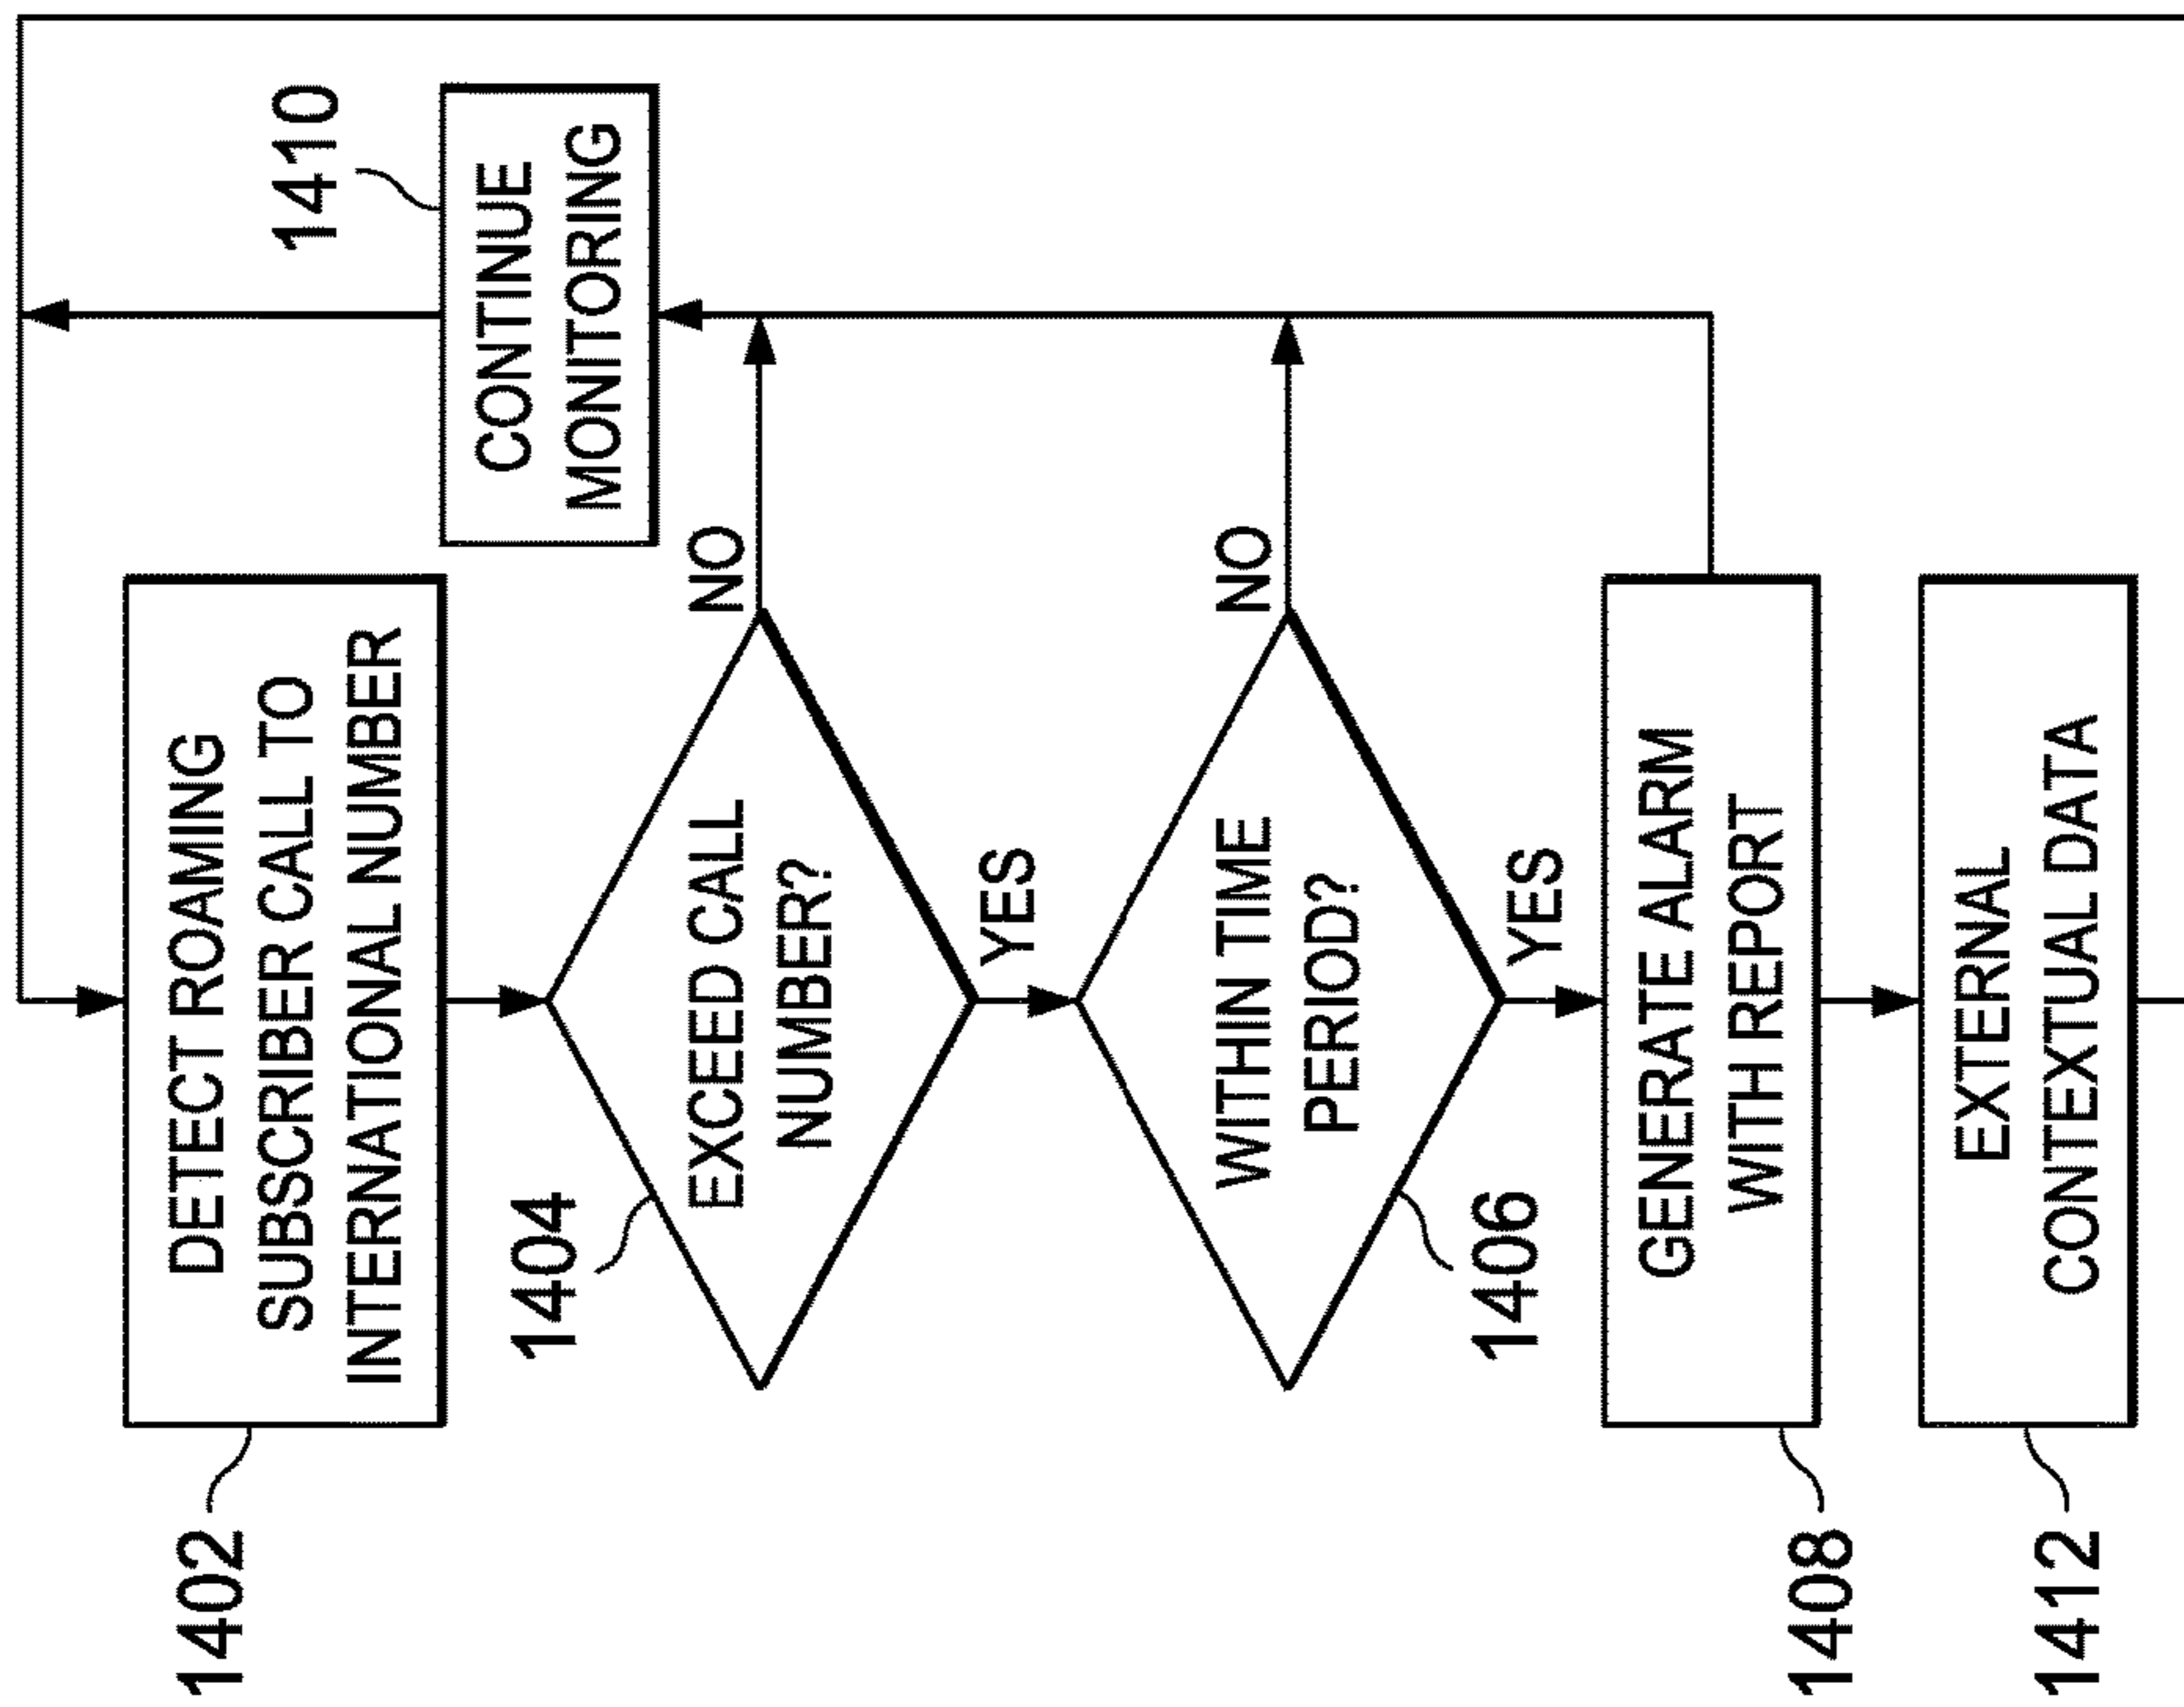 1402
DETECT ROAMING
SUBSCRIBER CALL TO
INTERNATIONAL NUMBER
1410
CONTINUE
MONITORING
1404
EXCEED CALL
NUMBER?
NO
YES
1406
WITHIN TIME
PERIOD?
NO
YES
1408
GENERATE ALARM
WITH REPORT
1412
EXTERNAL
CONTEXTUAL DATA